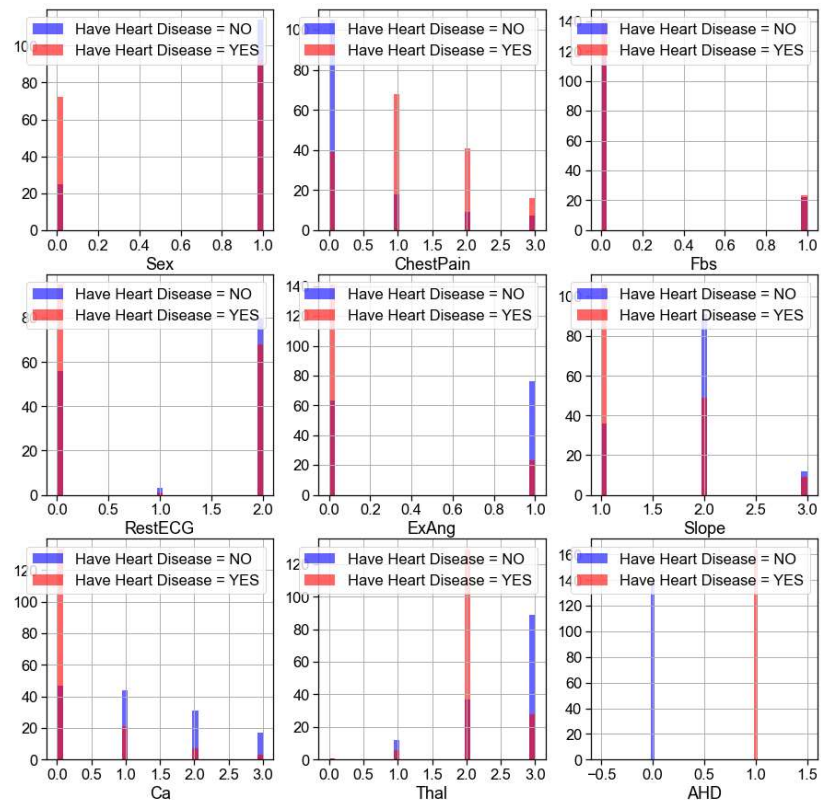 Have Heart Disease = NO
Have Heart Disease = YES
100
80
60
40
20
0
0.0 0.2 0.4 0.6 0.8 1.0
Sex
Have Heart Disease = NO
Have Heart Disease = YES
100
80
60
40
20
0
0.0 0.5 1.0 1.5 2.0 2.5 3.0
ChestPain
140
Have Heart Disease = NO
Have Heart Disease = YES
120
100
80
60
40
20
0
0.0 0.2 0.4 0.6 0.8 1.0
Fbs
Have Heart Disease = NO
Have Heart Disease = YES
80
60
40
20
0
0.0 0.5 1.0 1.5 2.0
RestECG
Have Heart Disease = NO
140
Have Heart Disease = YES
120
100
80
60
40
20
0
0.0 0.2 0.4 0.6 0.8 1.0
ExAng
Have Heart Disease = NO
100
Have Heart Disease = YES
80
60
40
20
0
1.0 1.5 2.0 2.5 3.0
Slope
Have Heart Disease = NO
Have Heart Disease = YES
120
100
80
60
40
20
0
0.0 0.5 1.0 1.5 2.0 2.5 3.0
Ca
Have Heart Disease = NO
120
Have Heart Disease = YES
100
80
60
40
20
0
0.0 0.5 1.0 1.5 2.0 2.5 3.0
Thal
160
Have Heart Disease = NO
Have Heart Disease = YES
140
120
100
80
60
40
20
0
-0.5 0.0 0.5 1.0 1.5
AHD